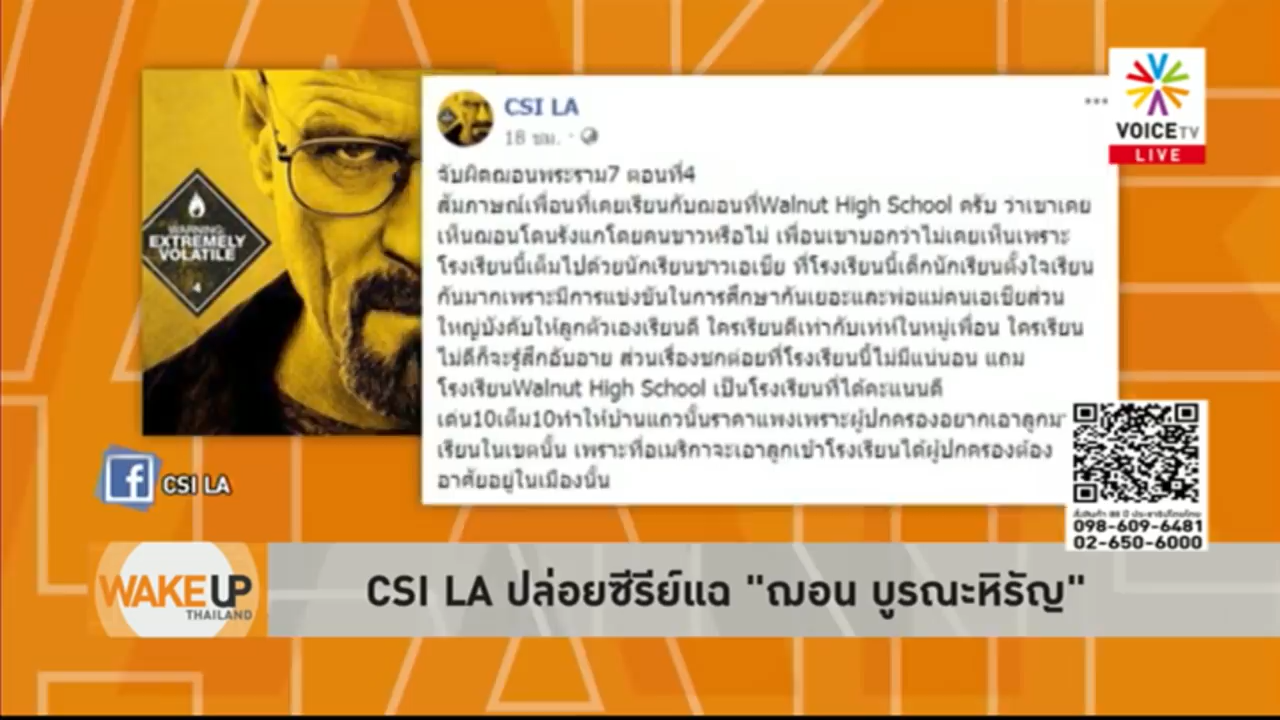 CSI LA
18 ชม.
จับผิดฌอนพระราม7 ตอนที่4
สัมภาษณ์เพื่อนที่เคยเรียนกับฌอนที่Walnut High School ครับ ว่าเขาเคย
เห็นฌอนโดนรังแกโดยคนขาวหรือไม่ เพื่อนเขาบอกว่าไม่เคยเห็นเพราะ
โรงเรียนนี้เต็มไปด้วยนักเรียนชาวเอเชีย ที่โรงเรียนนี้เด็กนักเรียนตั้งใจเรียน
กันมากเพราะมีการแข่งขันในการศึกษากันเยอะและพ่อแม่คนเอเชียส่วน
ใหญ่บังคับให้ลูกตัวเองเรียนดี ใครเรียนดีเท่ากับเท่ห์ในหมู่เพื่อน ใครเรียน
ไม่ดีก็จะรู้สึกอับอาย ส่วนเรื่องชกต่อยที่โรงเรียนนี้ไม่มีแน่นอน แถม
โรงเรียนWalnut High School เป็นโรงเรียนที่ได้คะแนนดี
เด่น10เต็ม10ทำให้บ้านแถวนั้นราคาแพงเพราะผู้ปกครองอยากเอาลูกมา
เรียนในเขตนั้น เพราะที่อเมริกาจะเอาลูกเข้าโรงเรียนได้ผู้ปกครองต้อง
อาศัยอยู่ในเมืองนั้น
WARNING:
EXTREMELY
VOLATILE
4
VOICE TV
LIVE
CSI LA
098-609-6481
02-650-6000
WAKE UP
THAILAND
CSI LA ปล่อยซีรีย์แฉ "ฌอน บูรณะหิรัญ"